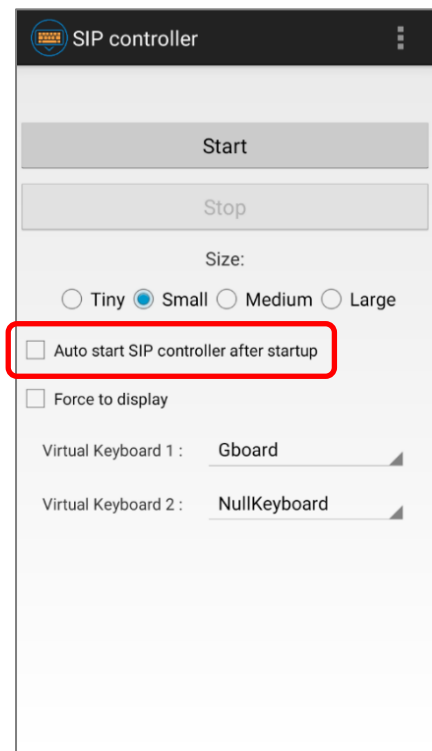 SIP controller
Start
Stop
Size:
Tiny Small Medium Large
Auto start SIP controller after startup
Force to display
Virtual Keyboard 1 : Gboard
Virtual Keyboard 2 : NullKeyboard